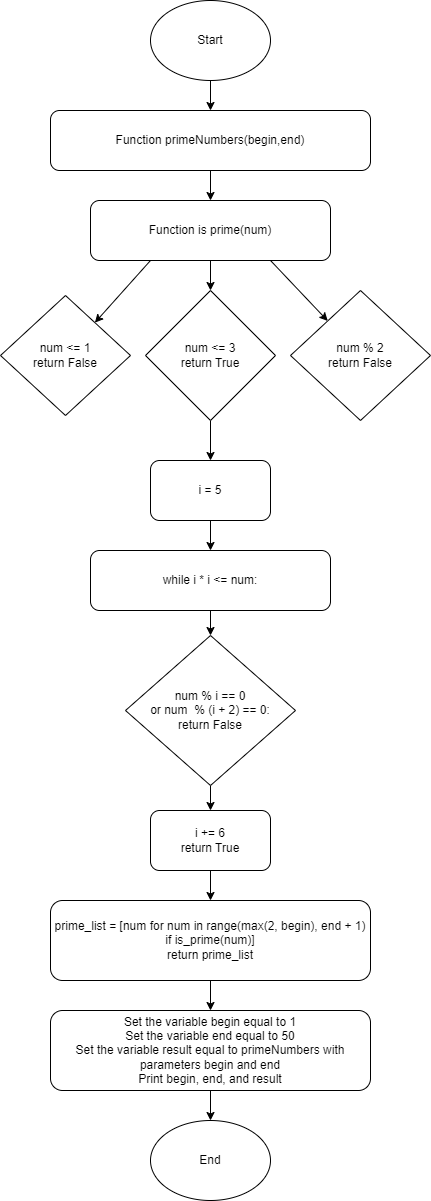 Start
Function primeNumbers(begin,end)
Function is prime(num)
num <= 1
return False
num <= 3
return True
num % 2
return False
i = 5
while i * i <= num:
num % i == 0
or num  % (i + 2) == 0:
return False
i += 6
return True
prime_list = [num for num in range(max(2, begin), end + 1)
if is_prime(num)]
return prime_list
Set the variable begin equal to 1
Set the variable end equal to 50
Set the variable result equal to primeNumbers with
parameters begin and end
Print begin, end, and result
End